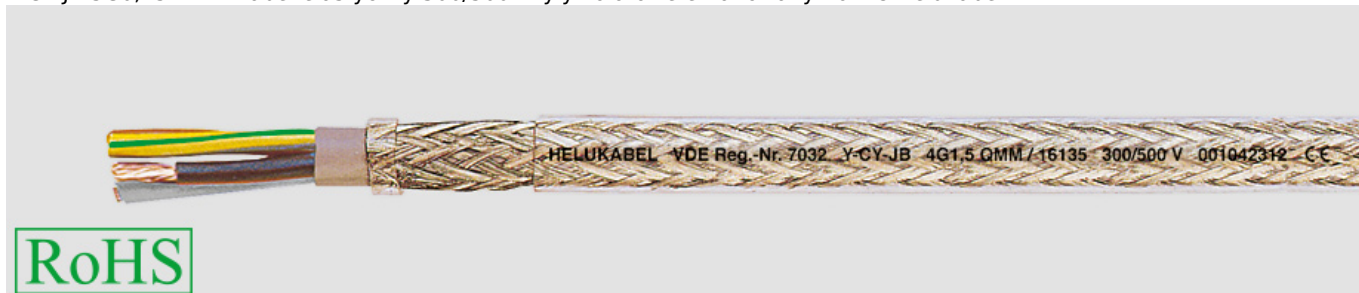 HELUKABEL VDE Reg.-Nr. 7032 Y-CY-JB 4G1,5 QMM / 16135 300/500 V 001042312 CE
RoHS